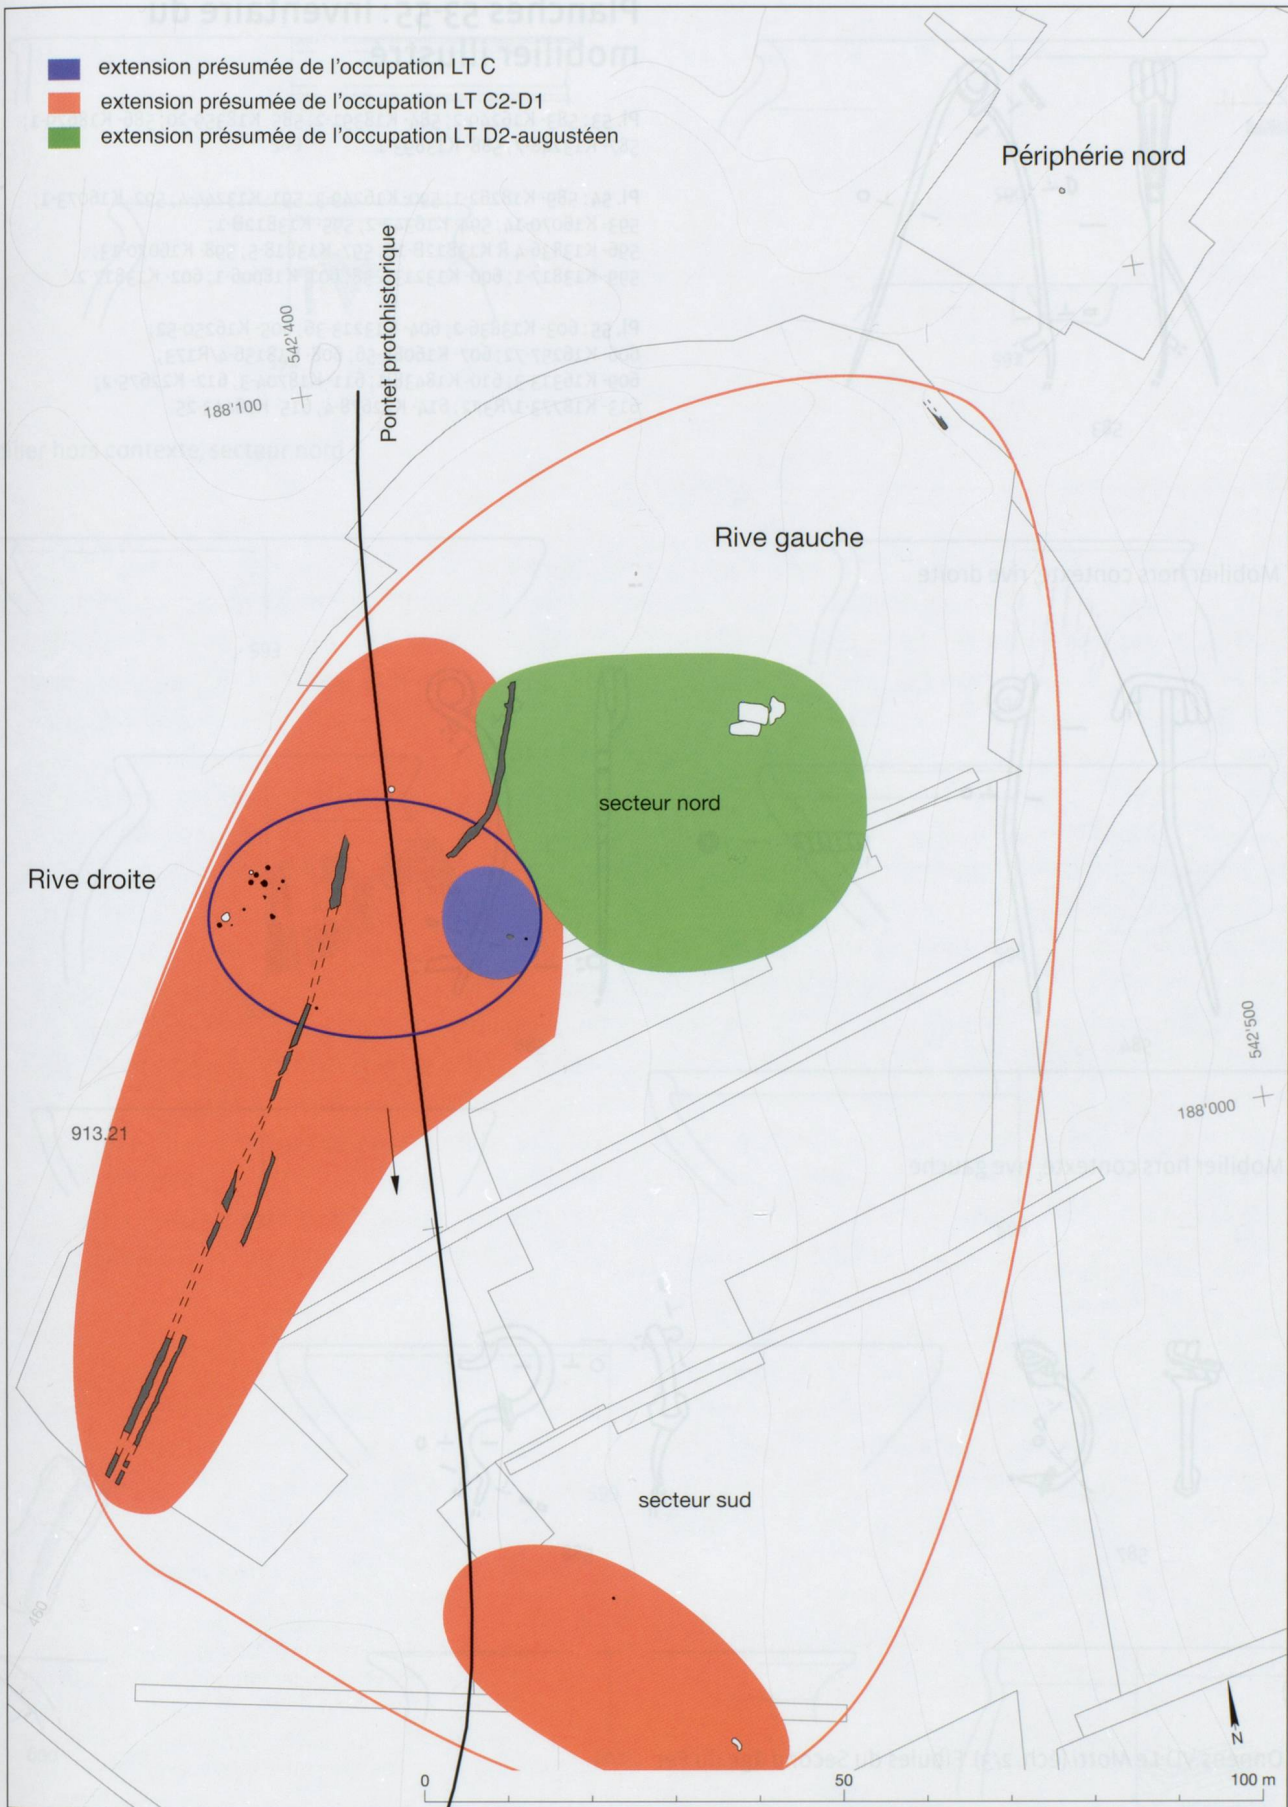 extension présumée de l'occupation LT C
extension présumée de l'occupation LT C2-D1
extension présumée de l'occupation LT D2-augustéen
Périphérie nord
Pontet protohistorique
542'400
188'100
Rive gauche
secteur nord
Rive droite
542'500
188'000
913.21
secteur sud
460
N
0
50
100 m